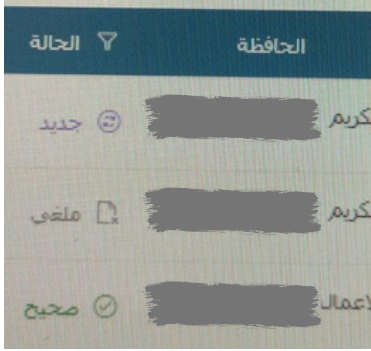 الحافظة الحالة
كريم جديد
كريم ملغى
لاعمال صحيح